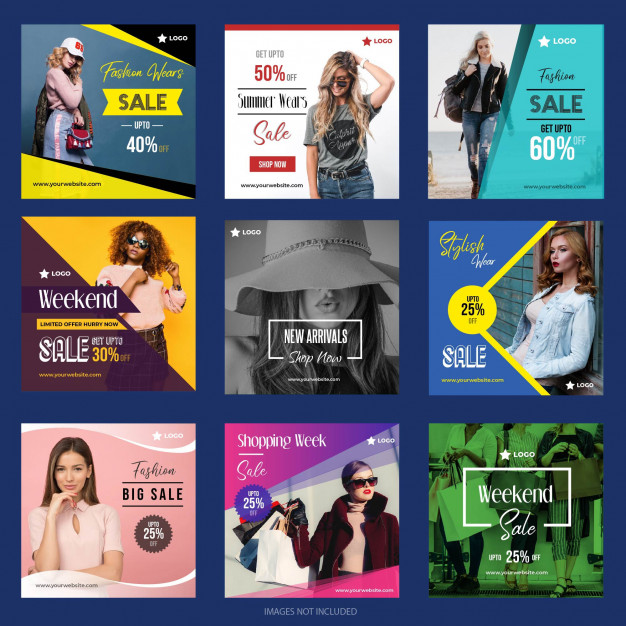 LOGO
Fashion Wears
SALE
UPTO
40% OFF
www.yourwebsite.com
LOGO
GET UPTO
50% OFF
Summer Wears
Sale
SHOP NOW
www.yourwebsite.com
LOGO
Fashion
SALE
GET UPTO
60% OFF
www.yourwebsite.com
LOGO
Weekend
LIMITED OFFER HURRY NOW
SALE GET UPTO
30% OFF
www.yourwebsite.com
LOGO
NEW ARRIVALS
Shop Now
www.yourwebsite.com
Stylish
Wear
UPTO
25%
OFF
SALE
www.yourwebsite.com
LOGO
LOGO
Fashion
BIG SALE
UPTO
25%
OFF
www.yourwebsite.com
Shopping Week
LOGO
Sale
UPTO
25%
OFF
www.yourwebsite.com
LOGO
Weekend
Sale
UPTO 25% OFF
www.yourwebsite.com
IMAGES NOT INCLUDED